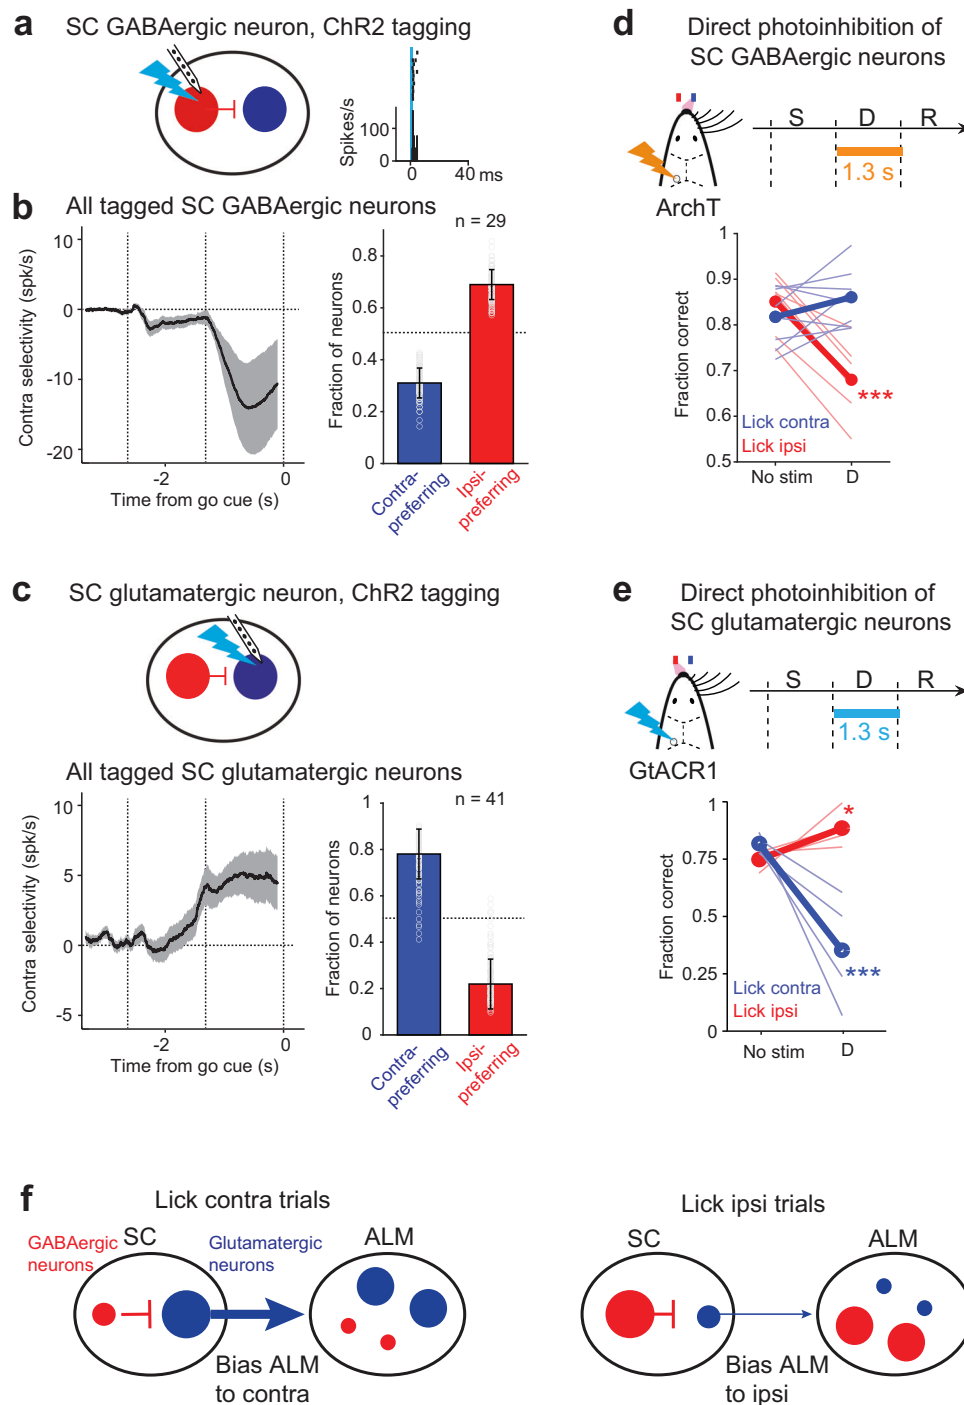 a SC GABAergic neuron, ChR2 tagging
Spikes/s
100
0
0
40 ms
b All tagged SC GABAergic neurons
Contra selectivity (spk/s)
10
0
-10
-20
-2
0
Time from go cue (s)
n = 29
Fraction of neurons
0.8
0.6
0.4
0.2
0
Contra-preferring
Ipsi-preferring
c SC glutamatergic neuron, ChR2 tagging
All tagged SC glutamatergic neurons
Contra selectivity (spk/s)
10
5
0
-5
-2
0
Time from go cue (s)
n = 41
Fraction of neurons
1
0.8
0.6
0.4
0.2
0
Contra-preferring
Ipsi-preferring
d Direct photoinhibition of
SC GABAergic neurons
S D R
1.3 s
ArchT
Fraction correct
1
0.9
0.8
0.7
0.6
0.5
***
Lick contra
Lick ipsi
No stim
D
e Direct photoinhibition of
SC glutamatergic neurons
S D R
1.3 s
GtACR1
Fraction correct
1
0.75
0.5
0.25
0
*
***
Lick contra
Lick ipsi
No stim
D
f Lick contra trials
GABAergic
neurons
SC
Glutamatergic
neurons
ALM
Bias ALM
to contra
Lick ipsi trials
SC
ALM
Bias ALM
to ipsi